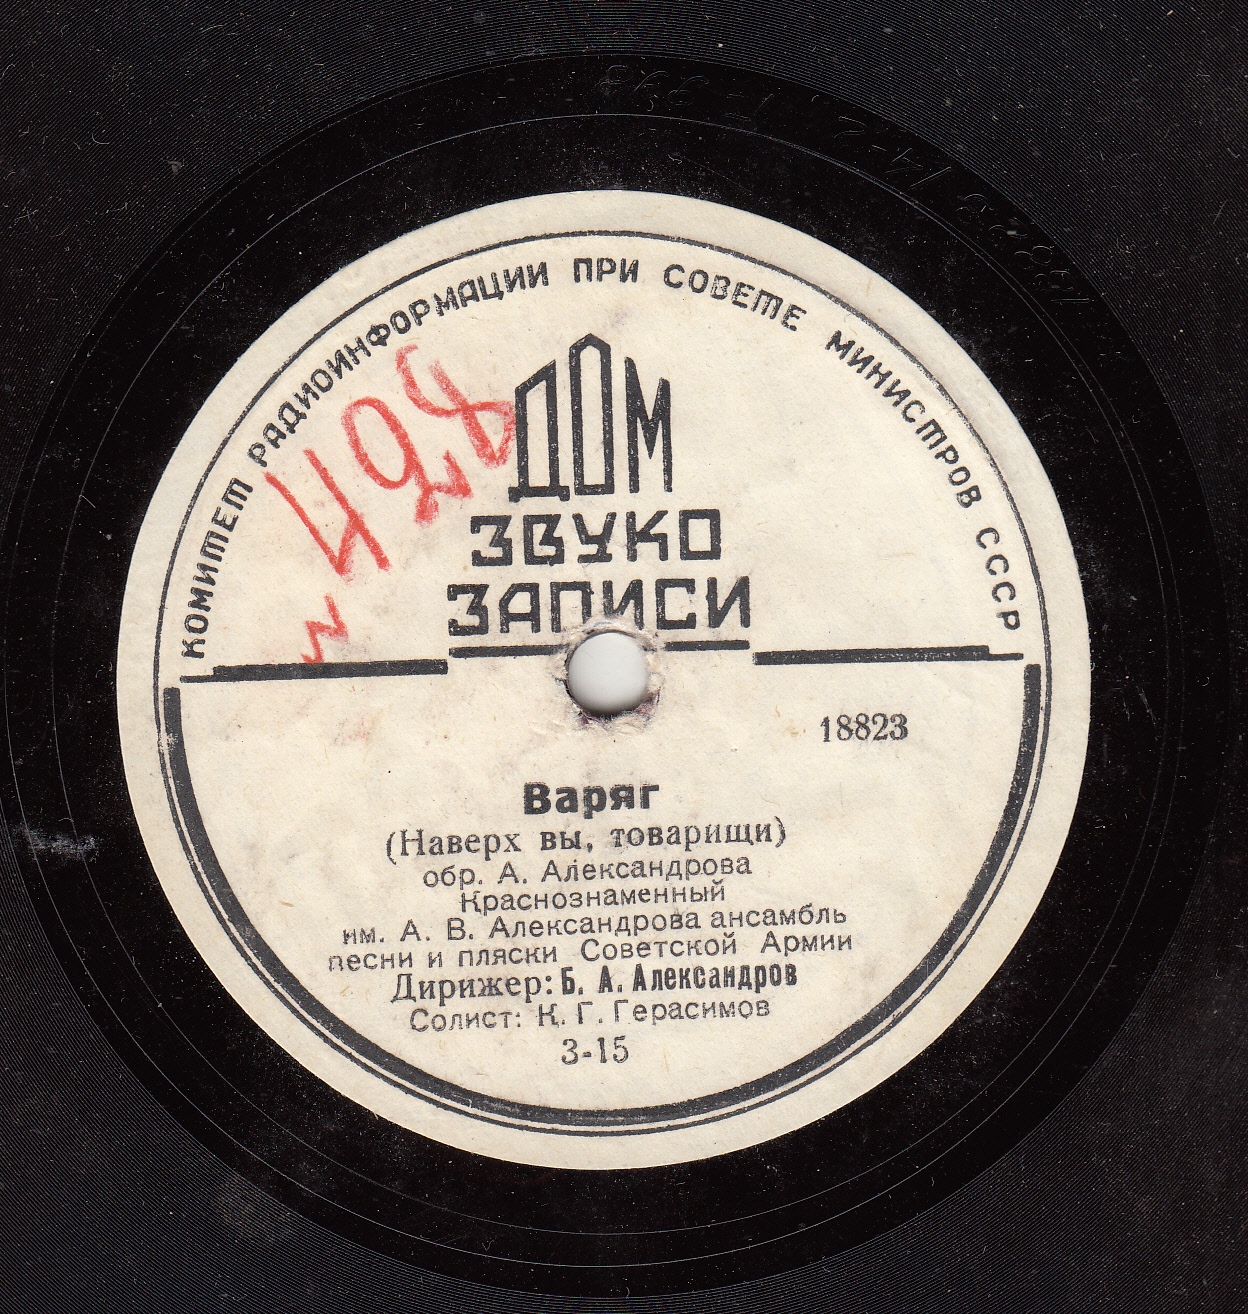 КОМИТЕТ РАДИОИНФОРМАЦИИ ПРИ СОВЕТЕ МИНИСТРОВ СССР
ДОМ
ЗВУКО
ЗАПИСИ
498
18823
Варяг
(Наверх вы, товарищи)
обр. А. Александрова
Краснознаменный
им. А. В. Александрова ансамбль
песни и пляски Советской Армии
Дирижер: Б. А. Александров
Солист: К. Г. Герасимов
3-15